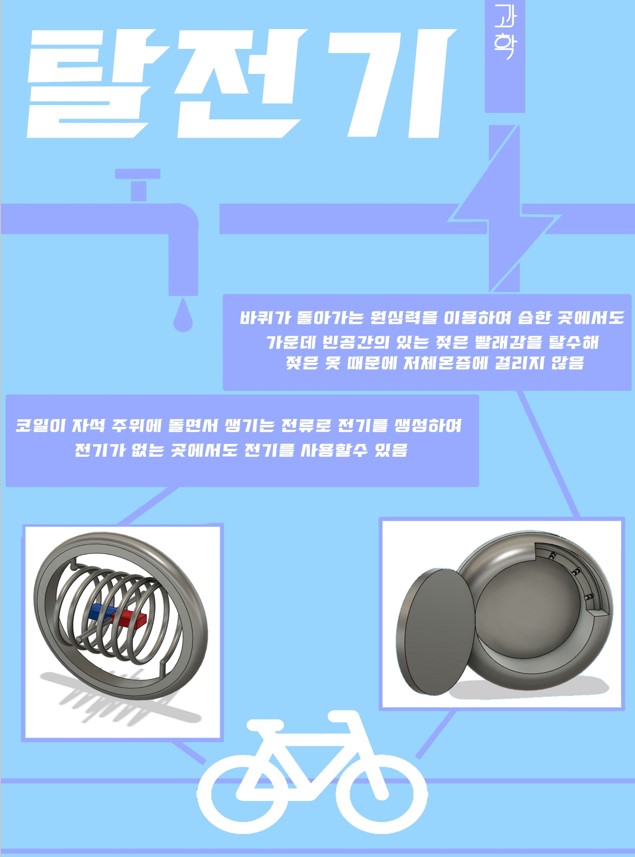 탈전기
과학
바퀴가 돌아가는 원심력을 이용하여 습한 곳에서도
가운데 빈공간의 있는 젖은 빨래감을 탈수해
젖은 옷 때문에 저체온증에 걸리지 않음
코일이 자석 주위에 돌면서 생기는 전류로 전기를 생성하여
전기가 없는 곳에서도 전기를 사용할수 있음